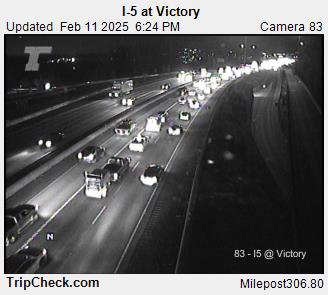 I-5 at Victory
Updated Feb 11 2025 6:24 PM Camera 83
T
N
83 - I5 @ Victory
TripCheck.com Milepost306.80